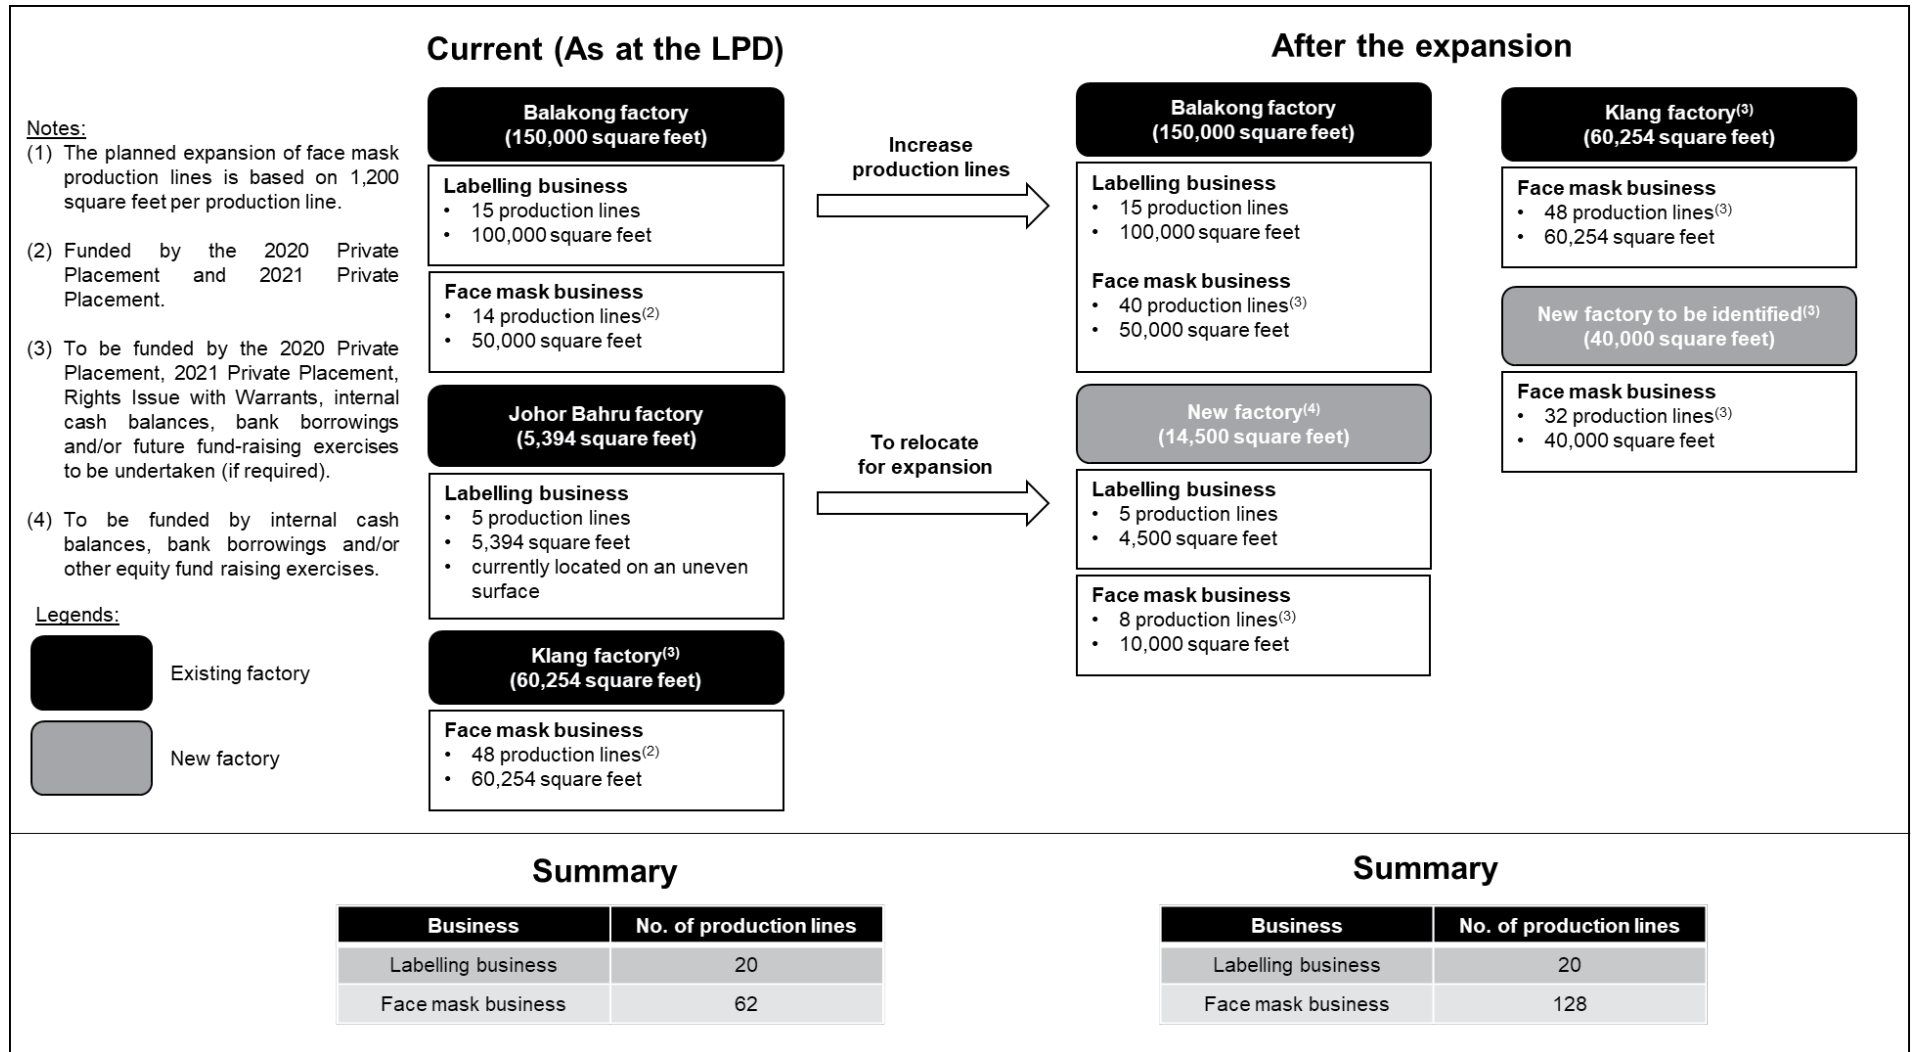 Current (As at the LPD)
After the expansion
Notes:
(1) The planned expansion of face mask
production lines is based on 1,200
square feet per production line.
(2) Funded by the 2020 Private
Placement and 2021 Private
Placement.
(3) To be funded by the 2020 Private
Placement, 2021 Private Placement,
Rights Issue with Warrants, internal
cash balances, bank borrowings
and/or future fund-raising exercises
to be undertaken (if required).
(4) To be funded by internal cash
balances, bank borrowings and/or
other equity fund raising exercises.
Legends:
Existing factory
New factory
Balakong factory
(150,000 square feet)
Labelling business
• 15 production lines
• 100,000 square feet
Face mask business
• 14 production lines(2)
• 50,000 square feet
Johor Bahru factory
(5,394 square feet)
Labelling business
• 5 production lines
• 5,394 square feet
• currently located on an uneven
surface
Klang factory(3)
(60,254 square feet)
Face mask business
• 48 production lines(2)
• 60,254 square feet
Increase
production lines
To relocate
for expansion
Balakong factory
(150,000 square feet)
Labelling business
• 15 production lines
• 100,000 square feet
Face mask business
• 40 production lines(3)
• 50,000 square feet
New factory(4)
(14,500 square feet)
Labelling business
• 5 production lines
• 4,500 square feet
Face mask business
• 8 production lines(3)
• 10,000 square feet
Klang factory(3)
(60,254 square feet)
Face mask business
• 48 production lines(3)
• 60,254 square feet
New factory to be identified(3)
(40,000 square feet)
Face mask business
• 32 production lines(3)
• 40,000 square feet
Summary
Business No. of production lines
Labelling business 20
Face mask business 62
Summary
Business No. of production lines
Labelling business 20
Face mask business 128